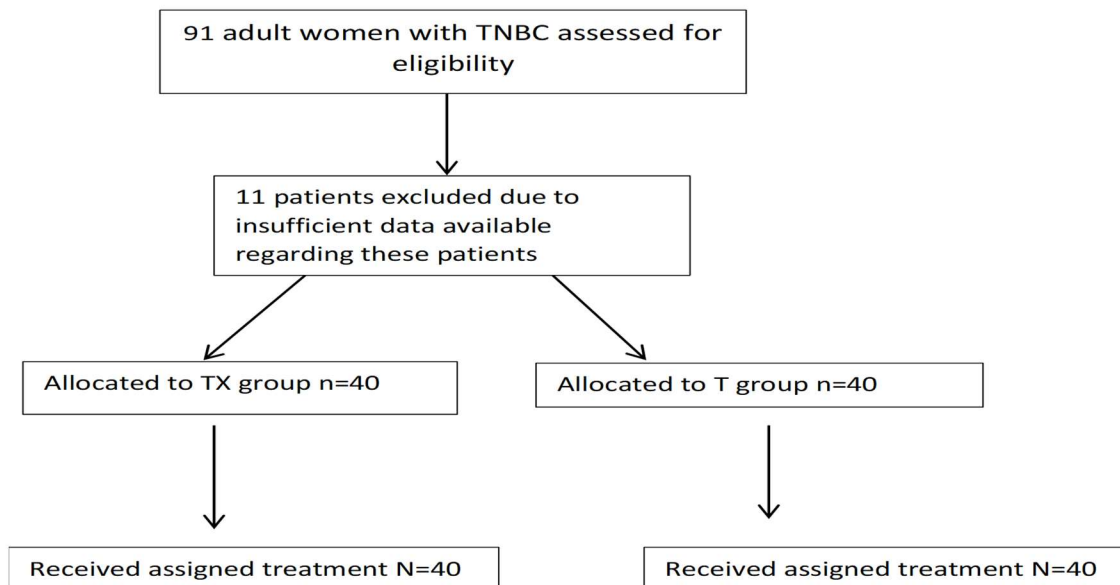 91 adult women with TNBC assessed for
eligibility
11 patients excluded due to
insufficient data available
regarding these patients
Allocated to TX group n=40
Allocated to T group n=40
Received assigned treatment N=40
Received assigned treatment N=40